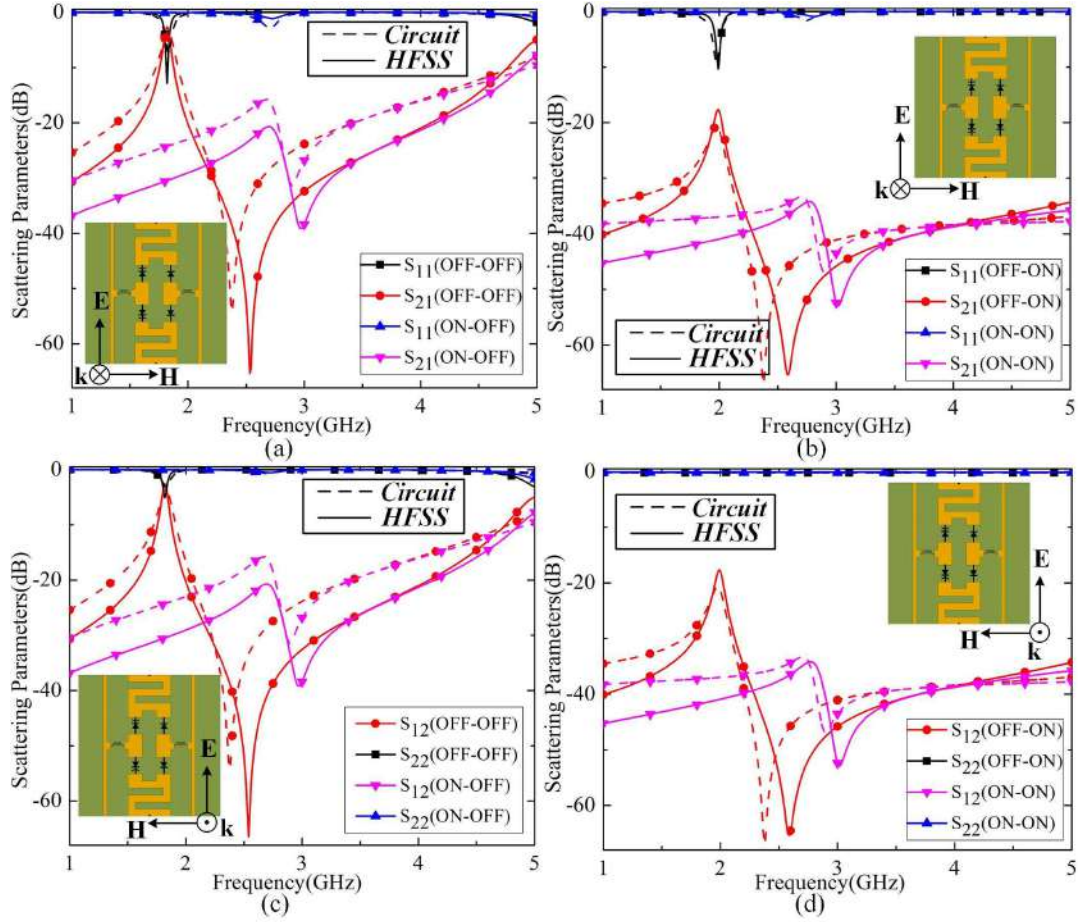 (a)
Scattering Parameters(dB)
0
-20
-40
-60
Circuit
HFSS
S11(OFF-OFF)
S21(OFF-OFF)
S11(ON-OFF)
S21(ON-OFF)
E
k
H
1 2 3 4 5
Frequency(GHz)
(a)
Scattering Parameters(dB)
0
-20
-40
-60
E
k
H
S11(OFF-ON)
S21(OFF-ON)
S11(ON-ON)
S21(ON-ON)
Circuit
HFSS
1 2 3 4 5
Frequency(GHz)
(b)
Scattering Parameters(dB)
0
-20
-40
-60
Circuit
HFSS
S12(OFF-OFF)
S22(OFF-OFF)
S12(ON-OFF)
S22(ON-OFF)
E
H
k
1 2 3 4 5
Frequency(GHz)
(c)
Scattering Parameters(dB)
0
-20
-40
-60
Circuit
HFSS
E
H
k
S12(OFF-ON)
S22(OFF-ON)
S12(ON-ON)
S22(ON-ON)
1 2 3 4 5
Frequency(GHz)
(d)